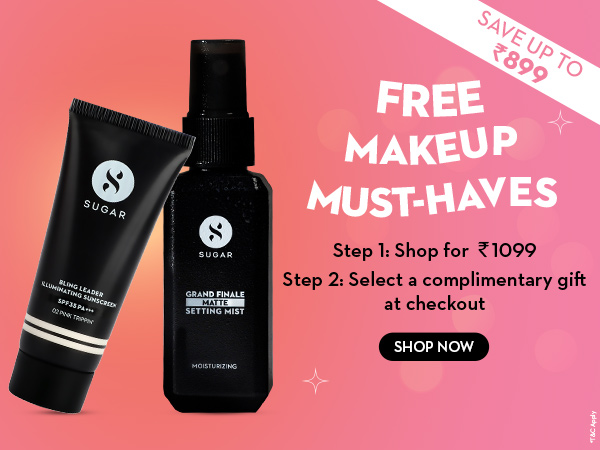 SAVE UP TO
₹899
FREE
MAKEUP
MUST-HAVES
Step 1: Shop for ₹1099
Step 2: Select a complimentary gift
at checkout
SHOP NOW
SUGAR
BLING LEADER
ILLUMINATING SUNSCREEN
SPF35 PA+++
02 PINK TRIPPIN'
SUGAR
GRAND FINALE
MATTE
SETTING MIST
MOISTURIZING
*T&C Apply